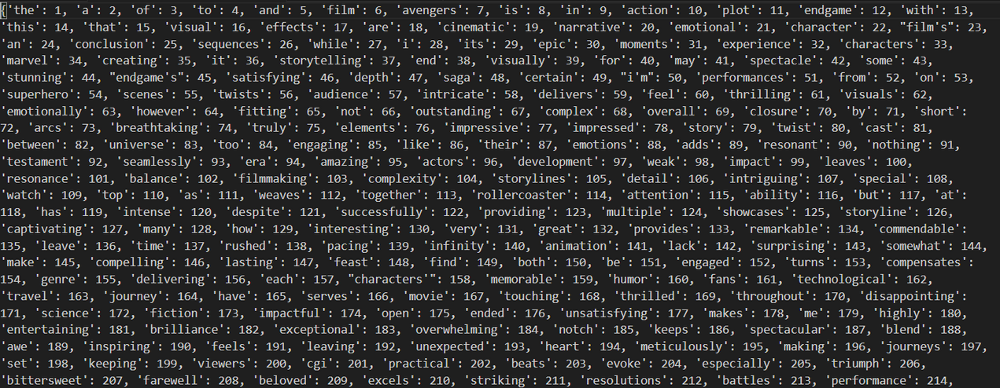 {'the': 1, 'a': 2, 'of': 3, 'to': 4, 'and': 5, 'film': 6, 'avengers': 7, 'is': 8, 'in': 9, 'action': 10, 'plot': 11, 'endgame': 12, 'with': 13,
'this': 14, 'that': 15, 'visual': 16, 'effects': 17, 'are': 18, 'cinematic': 19, 'narrative': 20, 'emotional': 21, 'character': 22, "film's": 23,
'an': 24, 'conclusion': 25, 'sequences': 26, 'while': 27, 'i': 28, 'its': 29, 'epic': 30, 'moments': 31, 'experience': 32, 'characters': 33,
'marvel': 34, 'creating': 35, 'it': 36, 'storytelling': 37, 'end': 38, 'visually': 39, 'for': 40, 'may': 41, 'spectacle': 42, 'some': 43,
'stunning': 44, "endgame's": 45, 'satisfying': 46, 'depth': 47, 'saga': 48, 'certain': 49, "i'm": 50, 'performances': 51, 'from': 52, 'on': 53,
'superhero': 54, 'scenes': 55, 'twists': 56, 'audience': 57, 'intricate': 58, 'delivers': 59, 'feel': 60, 'thrilling': 61, 'visuals': 62,
'emotionally': 63, 'however': 64, 'fitting': 65, 'not': 66, 'outstanding': 67, 'complex': 68, 'overall': 69, 'closure': 70, 'by': 71, 'short':
72, 'arcs': 73, 'breathtaking': 74, 'truly': 75, 'elements': 76, 'impressive': 77, 'impressed': 78, 'story': 79, 'twist': 80, 'cast': 81,
'between': 82, 'universe': 83, 'too': 84, 'engaging': 85, 'like': 86, 'their': 87, 'emotions': 88, 'adds': 89, 'resonant': 90, 'nothing': 91,
'testament': 92, 'seamlessly': 93, 'era': 94, 'amazing': 95, 'actors': 96, 'development': 97, 'weak': 98, 'impact': 99, 'leaves': 100,
'resonance': 101, 'balance': 102, 'filmmaking': 103, 'complexity': 104, 'storylines': 105, 'detail': 106, 'intriguing': 107, 'special': 108,
'watch': 109, 'top': 110, 'as': 111, 'weaves': 112, 'together': 113, 'rollercoaster': 114, 'attention': 115, 'ability': 116, 'but': 117, 'at':
118, 'has': 119, 'intense': 120, 'despite': 121, 'successfully': 122, 'providing': 123, 'multiple': 124, 'showcases': 125, 'storyline': 126,
'captivating': 127, 'many': 128, 'how': 129, 'interesting': 130, 'very': 131, 'great': 132, 'provides': 133, 'remarkable': 134, 'commendable':
135, 'leave': 136, 'time': 137, 'rushed': 138, 'pacing': 139, 'infinity': 140, 'animation': 141, 'lack': 142, 'surprising': 143, 'somewhat': 144,
'make': 145, 'compelling': 146, 'lasting': 147, 'feast': 148, 'find': 149, 'both': 150, 'be': 151, 'engaged': 152, 'turns': 153, 'compensates':
154, 'genre': 155, 'delivering': 156, 'each': 157, "characters'": 158, 'memorable': 159, 'humor': 160, 'fans': 161, 'technological': 162,
'travel': 163, 'journey': 164, 'have': 165, 'serves': 166, 'movie': 167, 'touching': 168, 'thrilled': 169, 'throughout': 170, 'disappointing':
171, 'science': 172, 'fiction': 173, 'impactful': 174, 'open': 175, 'ended': 176, 'unsatisfying': 177, 'makes': 178, 'me': 179, 'highly': 180,
'entertaining': 181, 'brilliance': 182, 'exceptional': 183, 'overwhelming': 184, 'notch': 185, 'keeps': 186, 'spectacular': 187, 'blend': 188,
'awe': 189, 'inspiring': 190, 'feels': 191, 'leaving': 192, 'unexpected': 193, 'heart': 194, 'meticulously': 195, 'making': 196, 'journeys': 197,
'set': 198, 'keeping': 199, 'viewers': 200, 'cgi': 201, 'practical': 202, 'beats': 203, 'evoke': 204, 'especially': 205, 'triumph': 206,
'bittersweet': 207, 'farewell': 208, 'beloved': 209, 'excels': 210, 'striking': 211, 'resolutions': 212, 'battles': 213, 'performance': 214,